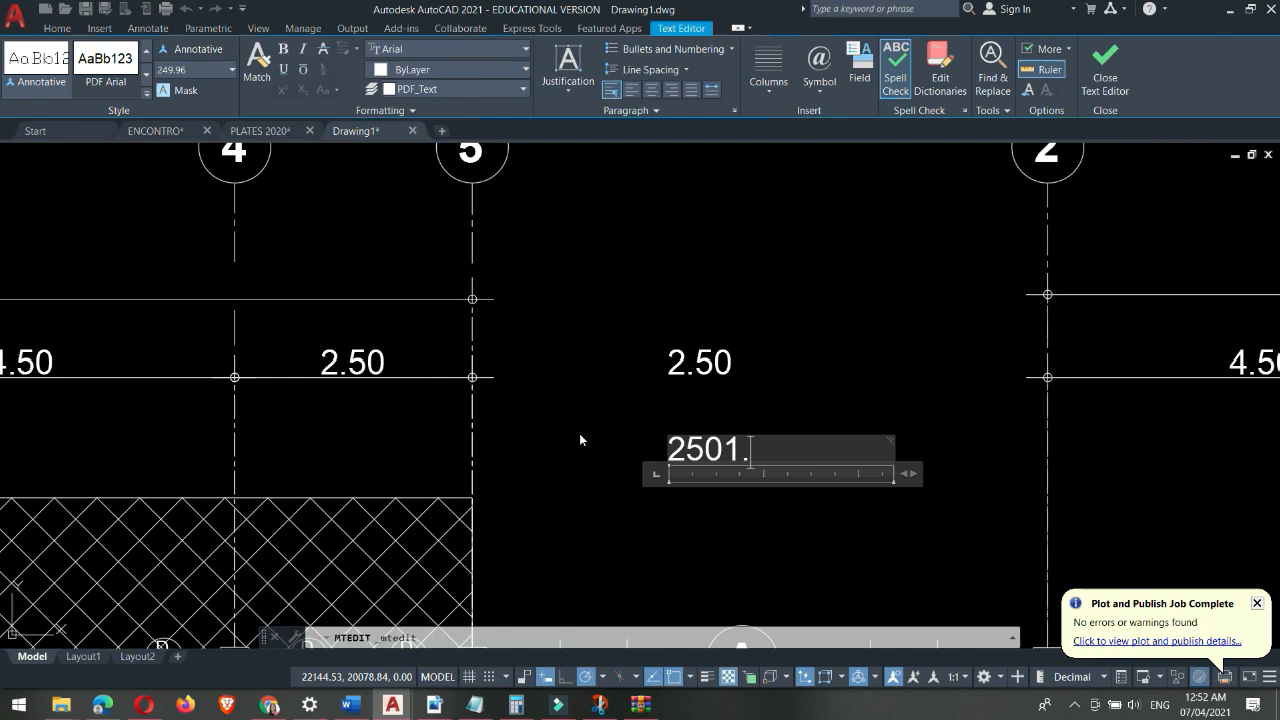 Autodesk AutoCAD 2021 - EDUCATIONAL VERSION Drawing1.dwg
Type a keyword or phrase
Sign In
Home Insert Annotate Parametric View Manage Output Add-ins Collaborate Express Tools Featured Apps Text Editor
Annotative
AaBb123
PDF Arial
Annotative
249.96
Mask
Style
Match
Arial
ByLayer
PDF_Text
Formatting
Justification
Bullets and Numbering
Line Spacing
Paragraph
Columns
Symbol
Field
Insert
ABC
Spell Check
Edit Dictionaries
Spell Check
Find & Replace
Tools
More
Ruler
Options
Close Text Editor
Close
Start ENCONTRO* PLATES 2020* Drawing1*
4 5 2
4.50 2.50 2.50 4.50
2501.
A
MTEDIT _mtedit
Plot and Publish Job Complete
No errors or warnings found
Click to view plot and publish details...
Model Layout1 Layout2
22144.53, 20078.84, 0.00 MODEL 1:1 Decimal
ENG
12:52 AM
07/04/2021